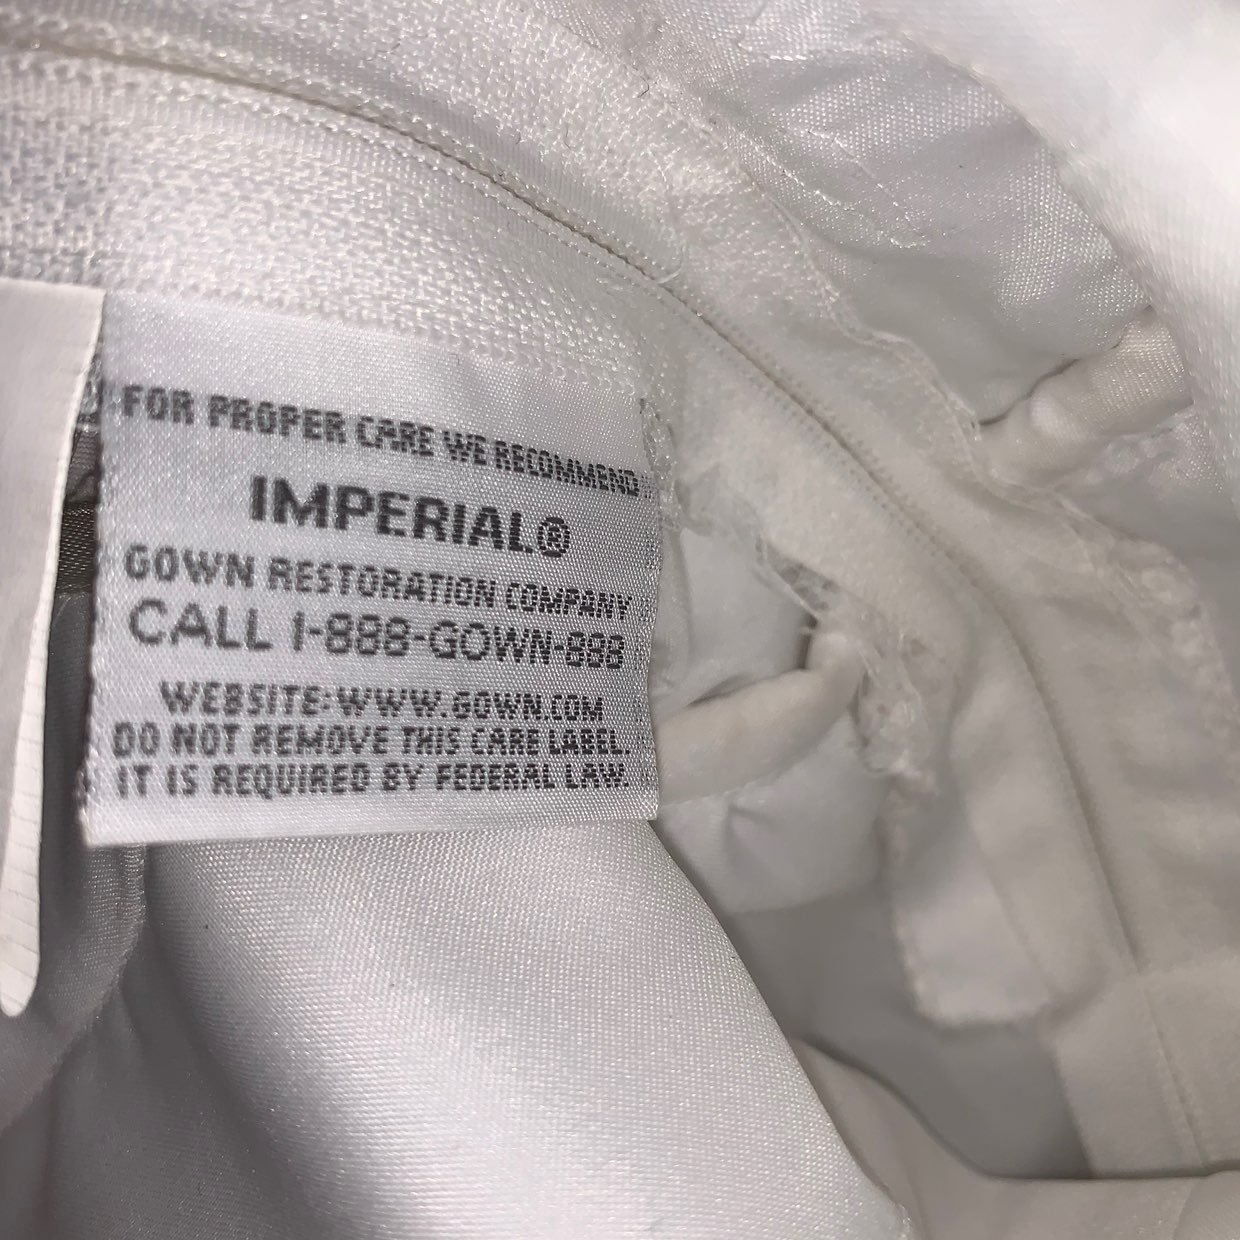 FOR PROPER CARE WE RECOMMEND
IMPERIAL®
GOWN RESTORATION COMPANY
CALL 1-888-GOWN-888
WEBSITE:WWW.GOWN.COM
DO NOT REMOVE THIS CARE LABEL.
IT IS REQUIRED BY FEDERAL LAW.